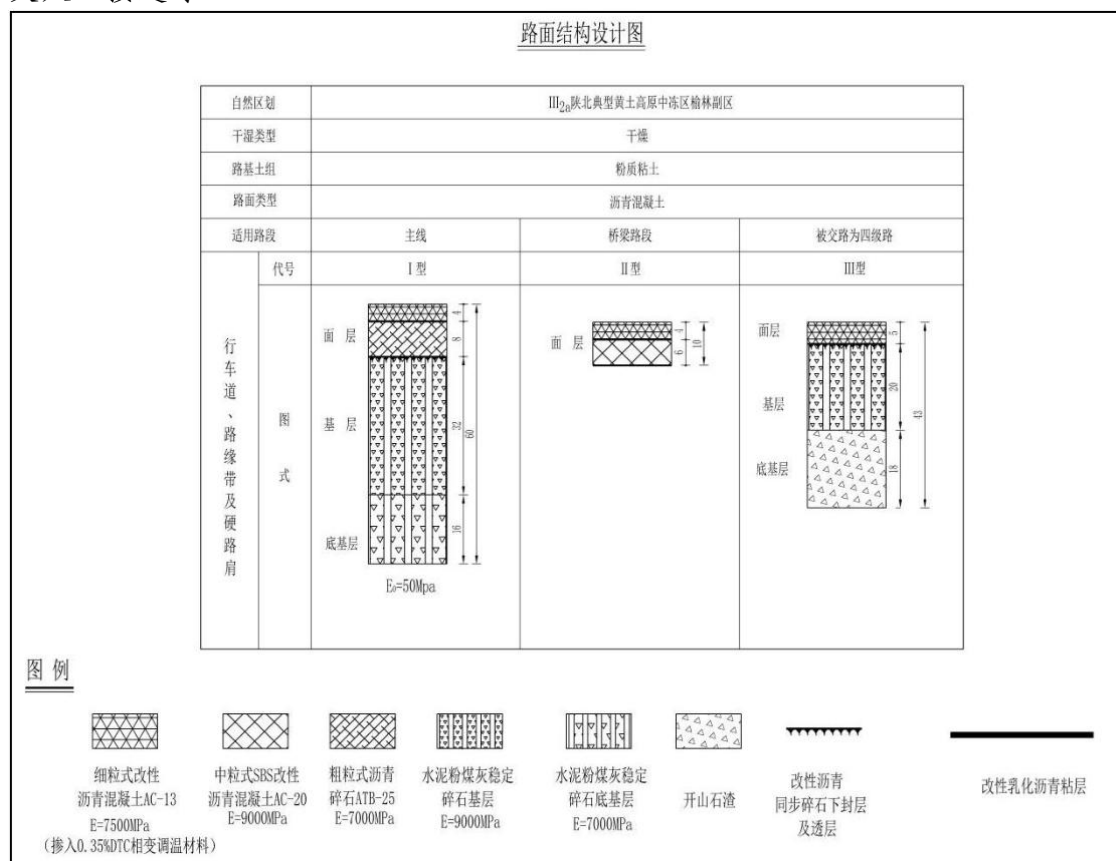 路面结构设计图
自然区划 III2a陕北典型黄土高原中冻区榆林副区
干湿类型 干燥
路基土组 粉质粘土
路面类型 沥青混凝土
适用路段 主线 桥梁路段 被交路为四级路
代号 I型 II型 III型
行车道、路缘带及硬路肩
图式
面层
基层
底基层
4
8
32
16
60
E₀=50Mpa
面层
4
6
10
面层
基层
底基层
5
20
18
43
图例
细粒式改性
沥青混凝土AC-13
E=7500MPa
(掺入0.35%DTC相变调温材料)
中粒式SBS改性
沥青混凝土AC-20
E=9000MPa
粗粒式沥青
碎石ATB-25
E=7000MPa
水泥粉煤灰稳定
碎石基层
E=9000MPa
水泥粉煤灰稳定
碎石底基层
E=7000MPa
开山石渣
改性沥青
同步碎石下封层
及透层
改性乳化沥青粘层